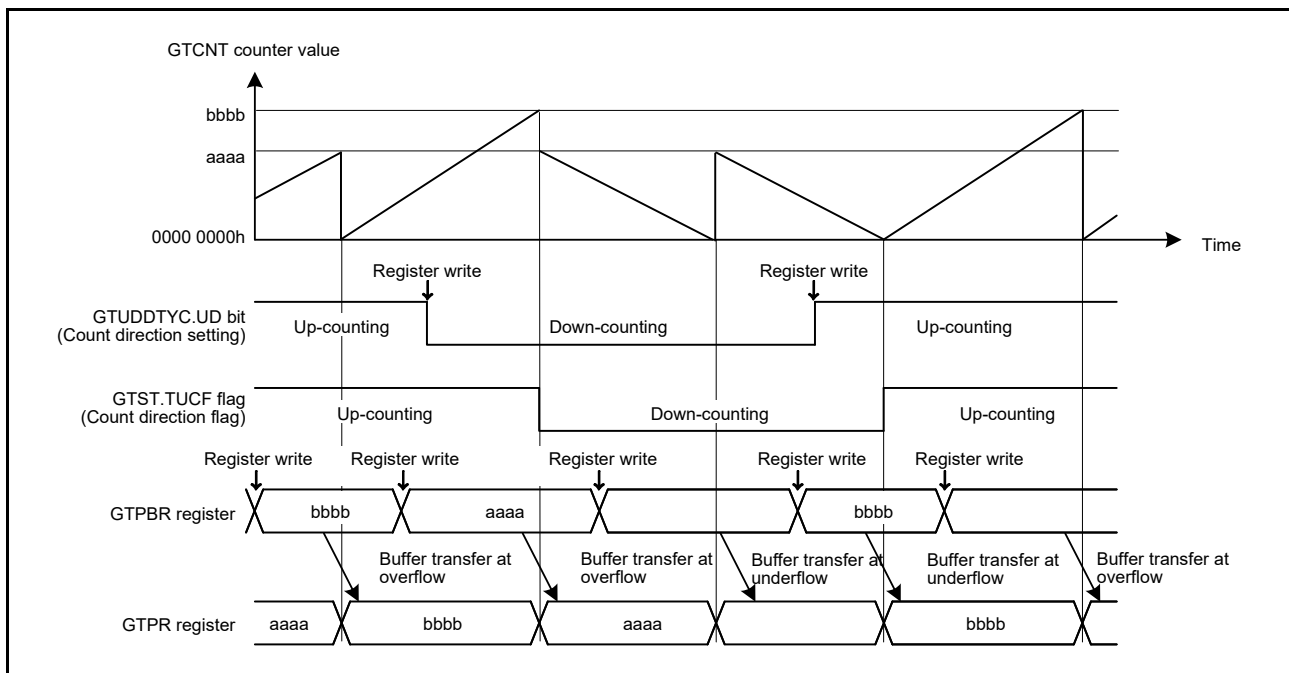 GTCNT counter value
bbbb
aaaa
0000 0000h
Time
Register write
Register write
GTUDDTYC.UD bit
(Count direction setting)
Up-counting
Down-counting
Up-counting
GTST.TUCF flag
(Count direction flag)
Up-counting
Down-counting
Up-counting
Register write
Register write
Register write
Register write
Register write
GTPBR register
bbbb
aaaa
bbbb
Buffer transfer at
overflow
Buffer transfer at
overflow
Buffer transfer at
underflow
Buffer transfer at
underflow
Buffer transfer at
overflow
GTPR register
aaaa
bbbb
aaaa
bbbb